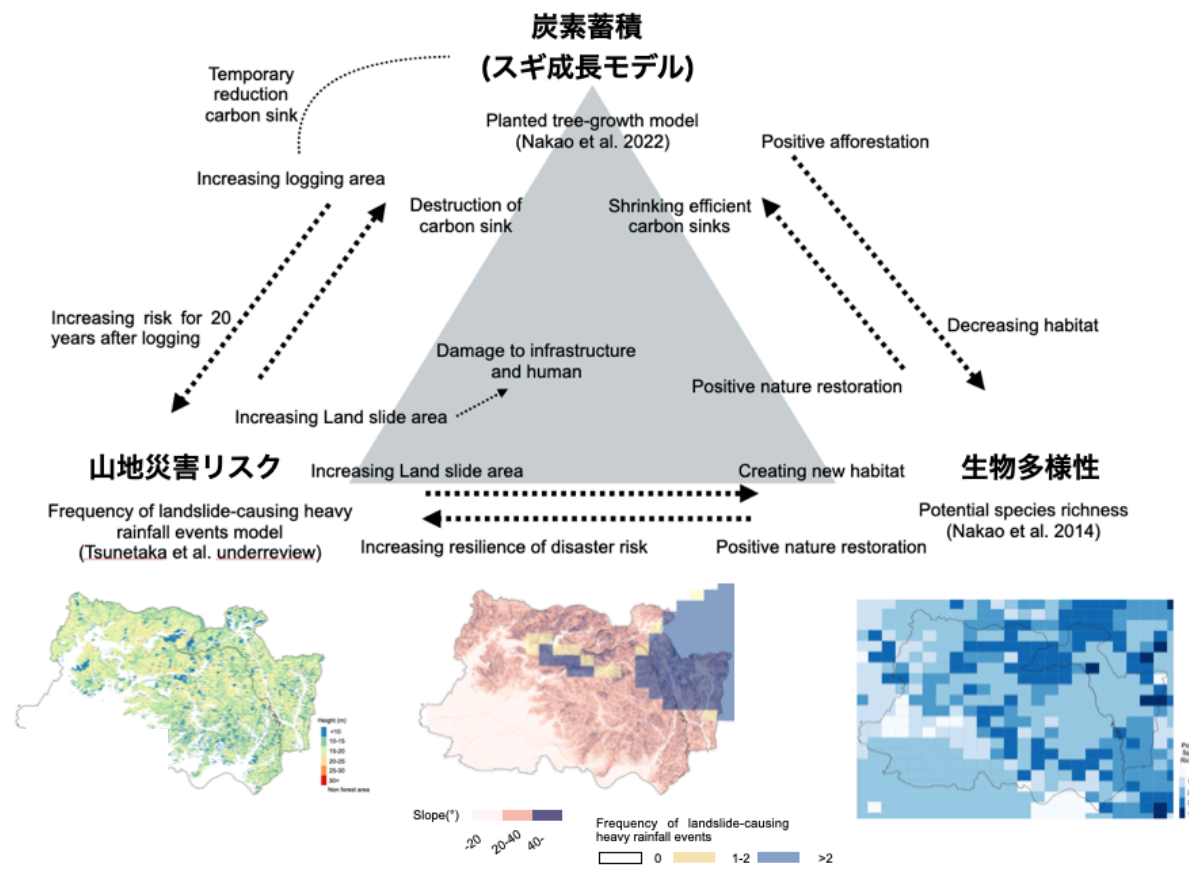 炭素蓄積
(スギ成長モデル)
Temporary
reduction
carbon sink
Planted tree-growth model
(Nakao et al. 2022)
Positive afforestation
Increasing logging area
Destruction of
carbon sink
Shrinking efficient
carbon sinks
Increasing risk for 20
years after logging
Decreasing habitat
Damage to infrastructure
and human
Positive nature restoration
Increasing Land slide area
山地災害リスク
Increasing Land slide area
Creating new habitat
生物多様性
Frequency of landslide-causing heavy
rainfall events model
(Tsunetaka et al. underreview)
Potential species richness
(Nakao et al. 2014)
Increasing resilience of disaster risk
Positive nature restoration
Height (m)
<10
10-15
15-20
20-25
25-30
30<
Non forest area
Slope(°)
-20
20-40
40-
Frequency of landslide-causing
heavy rainfall events
0
1-2
>2